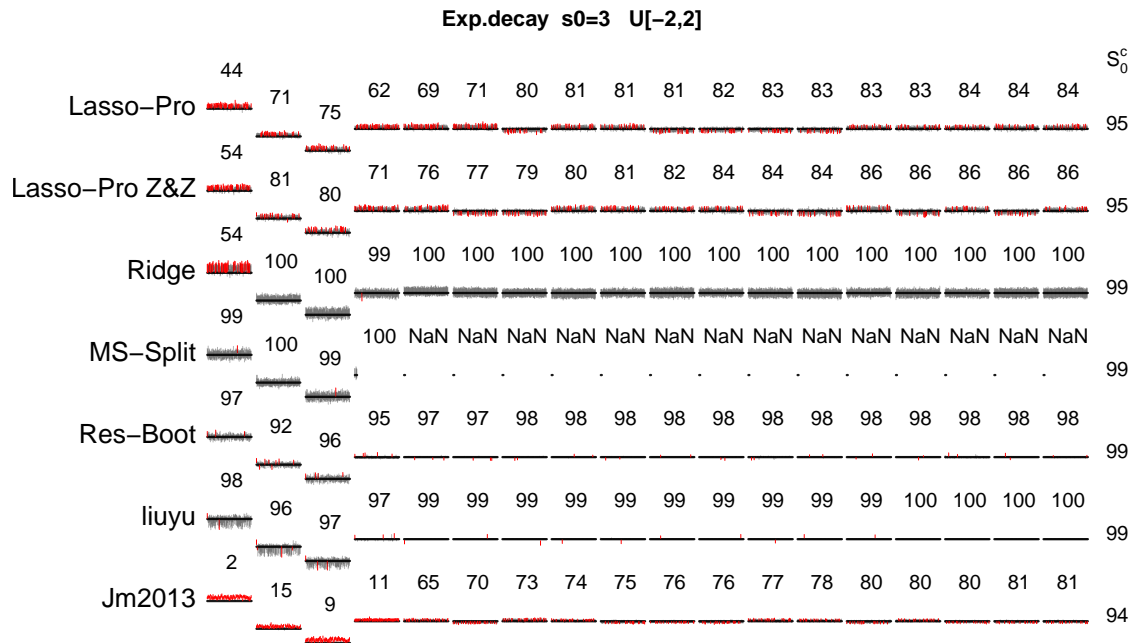 Exp.decay s0=3 U[−2,2]
S₀ᶜ
44 71 75 62 69 71 80 81 81 81 82 83 83 83 83 84 84 84
Lasso−Pro 95
54 81 80 71 76 77 79 80 81 82 84 84 84 86 86 86 86 86
Lasso−Pro Z&Z 95
54 100 100 99 100 100 100 100 100 100 100 100 100 100 100 100 100 100
Ridge 99
99 100 99 100 NaN NaN NaN NaN NaN NaN NaN NaN NaN NaN NaN NaN NaN NaN
MS−Split 99
97 92 96 95 97 97 98 98 98 98 98 98 98 98 98 98 98 98
Res−Boot 99
98 96 97 97 99 99 99 99 99 99 99 99 99 99 100 100 100 100
liuyu 99
2 15 9 11 65 70 73 74 75 76 76 77 78 80 80 80 81 81
Jm2013 94